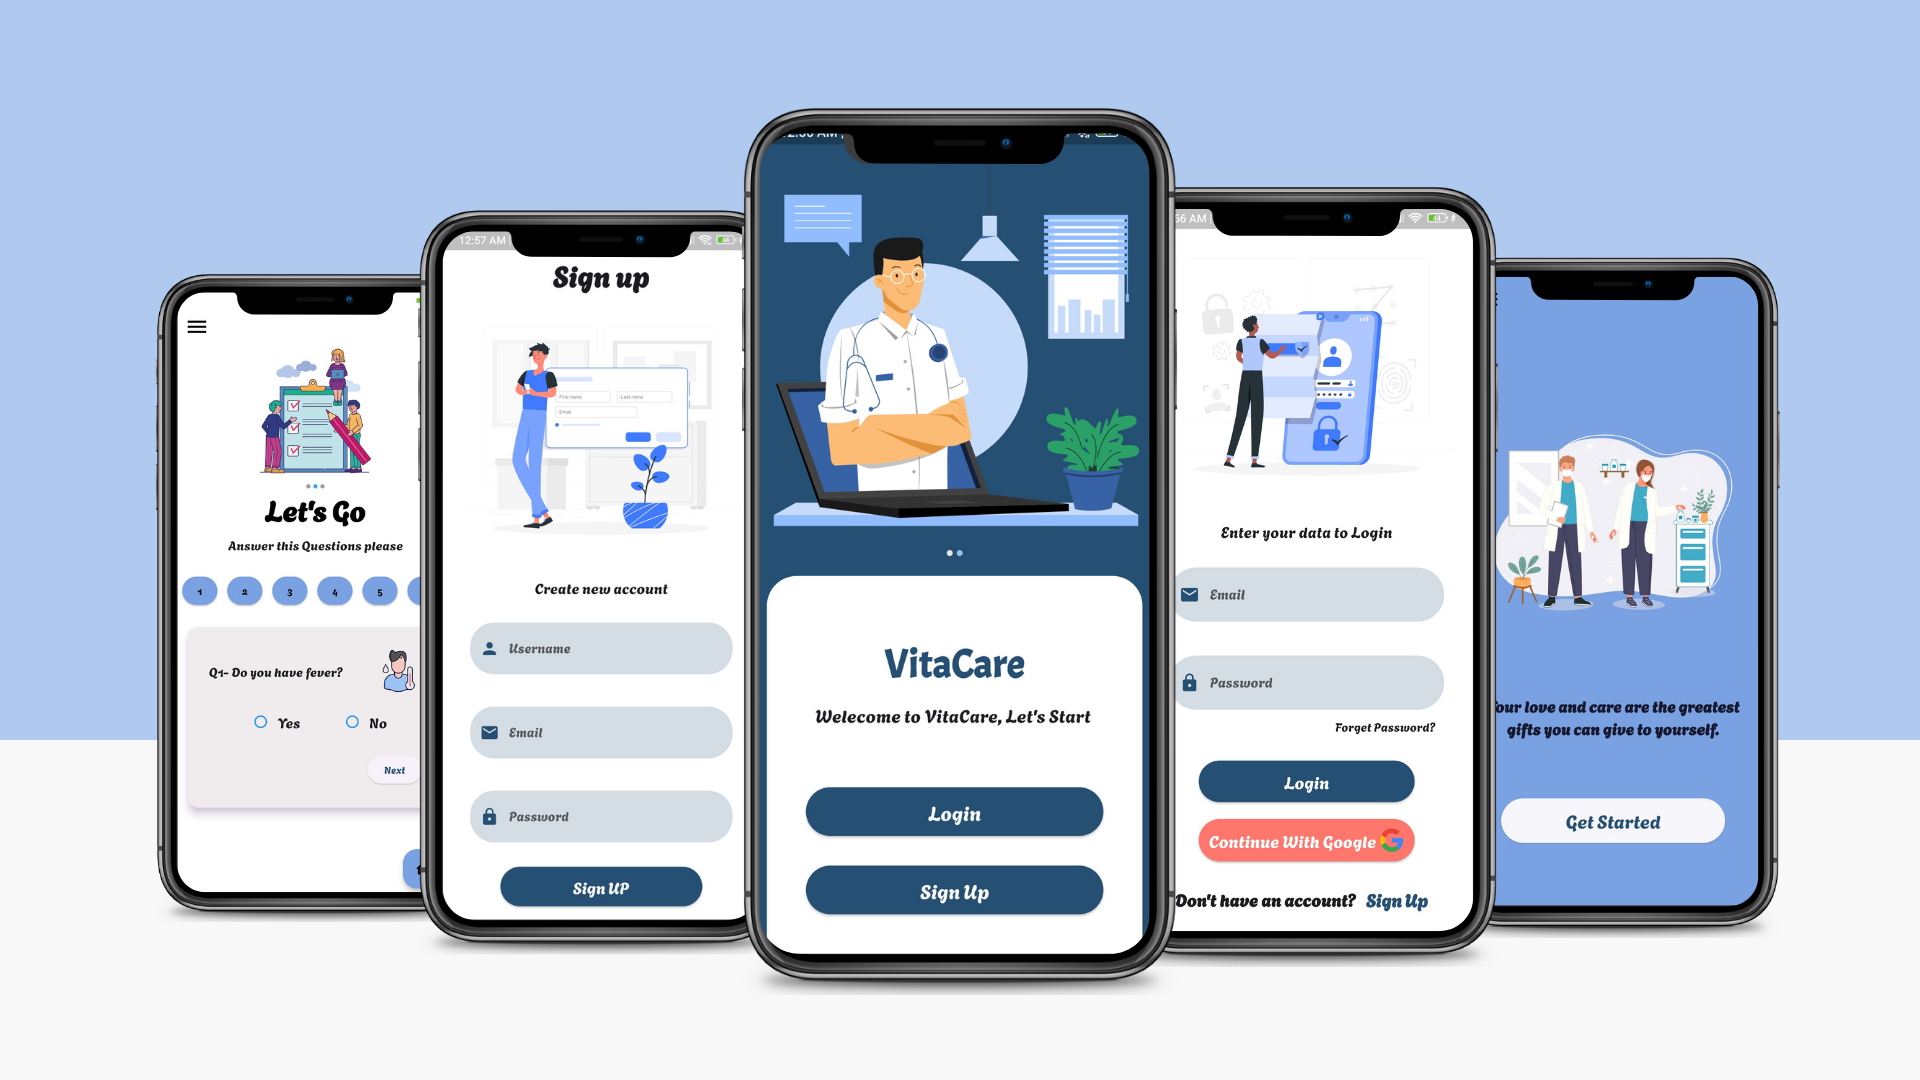 Let's Go
Answer this Questions please
1 2 3 4 5
Q1- Do you have fever?
Yes No
Next
12:57 AM
Sign up
First name Last name
Email
Create new account
Username
Email
Password
Sign UP
VitaCare
Welecome to VitaCare, Let's Start
Login
Sign Up
56 AM
44
Enter your data to Login
Email
Password
Forget Password?
Login
Continue With Google
Don't have an account? Sign Up
our love and care are the greatest
gifts you can give to yourself.
Get Started